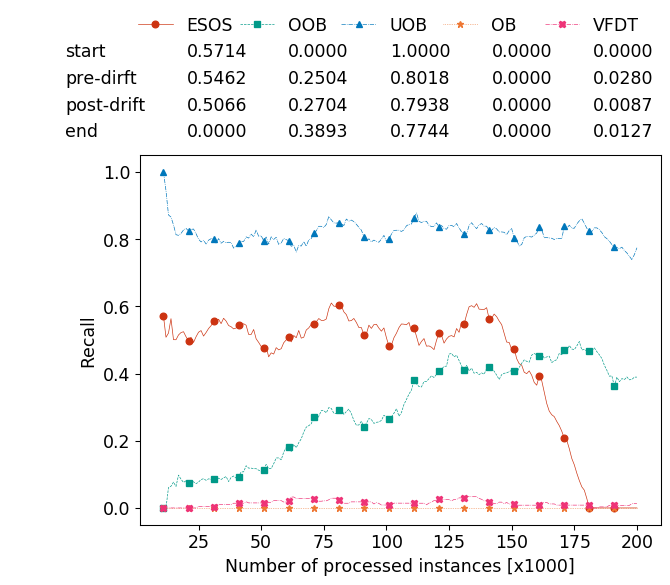 ESOS OOB UOB OB VFDT
start 0.5714 0.0000 1.0000 0.0000 0.0000
pre-dirft 0.5462 0.2504 0.8018 0.0000 0.0280
post-drift 0.5066 0.2704 0.7938 0.0000 0.0087
end 0.0000 0.3893 0.7744 0.0000 0.0127
1.0
0.8
0.6
0.4
0.2
0.0
Recall
25 50 75 100 125 150 175 200
Number of processed instances [x1000]